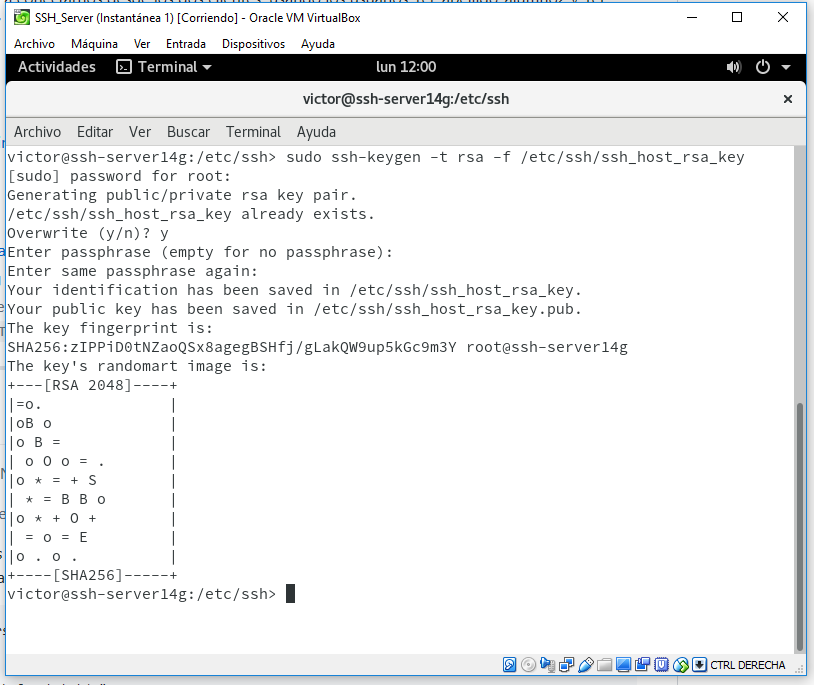 SSH_Server (Instantánea 1) [Corriendo] - Oracle VM VirtualBox
Archivo Máquina Ver Entrada Dispositivos Ayuda
Actividades Terminal lun 12:00
victor@ssh-server14g:/etc/ssh
Archivo Editar Ver Buscar Terminal Ayuda
victor@ssh-server14g:/etc/ssh> sudo ssh-keygen -t rsa -f /etc/ssh/ssh_host_rsa_key
[sudo] password for root:
Generating public/private rsa key pair.
/etc/ssh/ssh_host_rsa_key already exists.
Overwrite (y/n)? y
Enter passphrase (empty for no passphrase):
Enter same passphrase again:
Your identification has been saved in /etc/ssh/ssh_host_rsa_key.
Your public key has been saved in /etc/ssh/ssh_host_rsa_key.pub.
The key fingerprint is:
SHA256:zIPPiD0tNZaoQSx8agegBSHfj/gLakQW9up5kGc9m3Y root@ssh-server14g
The key's randomart image is:
+---[RSA 2048]----+
|=o.              |
|oB o             |
|o B =            |
| o O o = .       |
|o * = + S        |
| * = B B o       |
|o * + O +        |
| = o = E         |
|o . o .          |
+----[SHA256]-----+
victor@ssh-server14g:/etc/ssh>
CTRL DERECHA